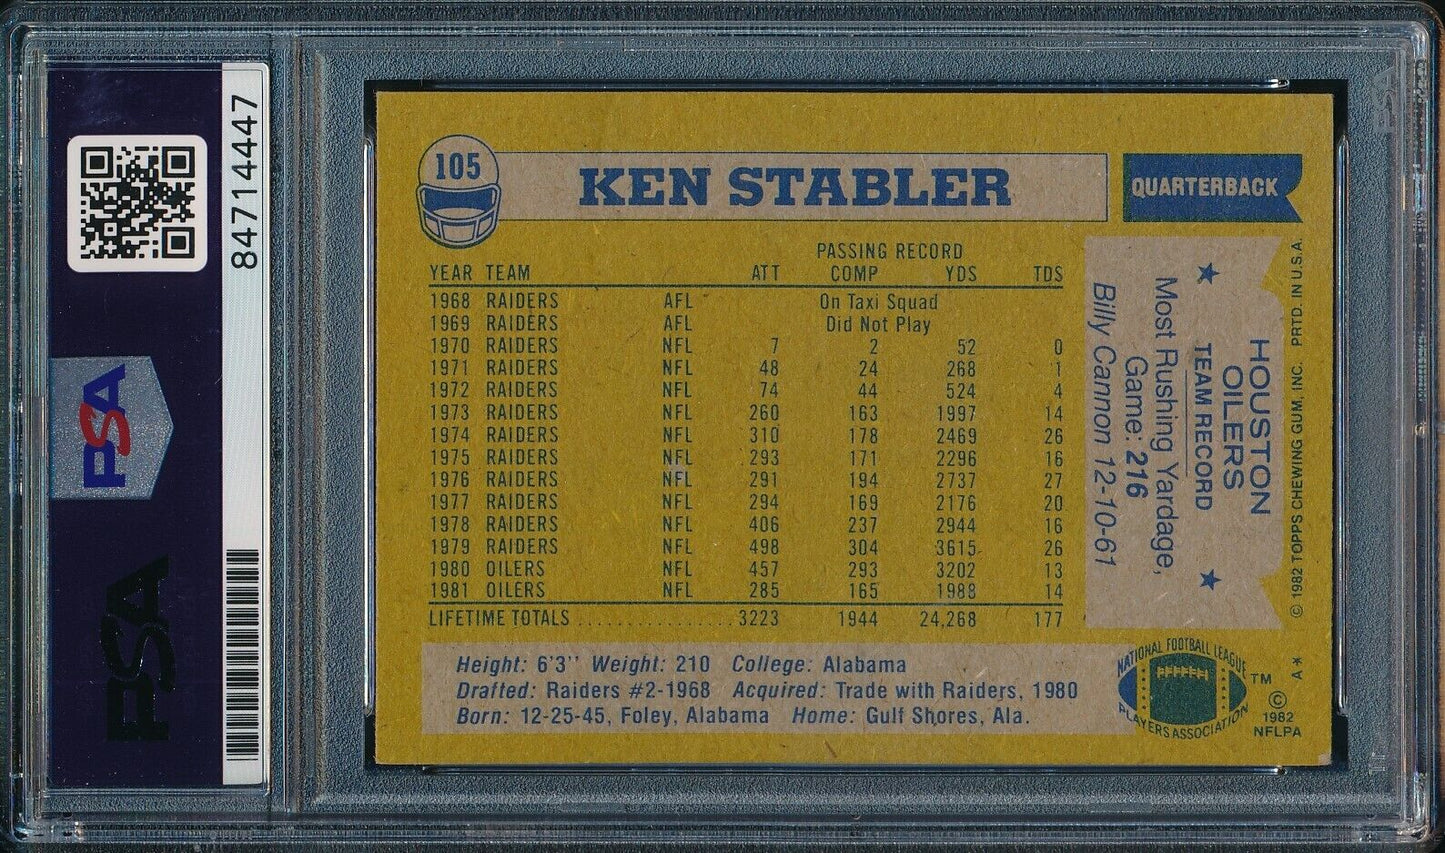 84714447
PSA
PSA
105
KEN STABLER
QUARTERBACK
PASSING RECORD
YEAR TEAM ATT COMP YDS TDS
1968 RAIDERS AFL On Taxi Squad
1969 RAIDERS AFL Did Not Play
1970 RAIDERS NFL 7 2 52 0
1971 RAIDERS NFL 48 24 268 1
1972 RAIDERS NFL 74 44 524 4
1973 RAIDERS NFL 260 163 1997 14
1974 RAIDERS NFL 310 178 2469 26
1975 RAIDERS NFL 293 171 2296 16
1976 RAIDERS NFL 291 194 2737 27
1977 RAIDERS NFL 294 169 2176 20
1978 RAIDERS NFL 406 237 2944 16
1979 RAIDERS NFL 498 304 3615 26
1980 OILERS NFL 457 293 3202 13
1981 OILERS NFL 285 165 1988 14
LIFETIME TOTALS ................ 3223 1944 24,268 177
Height: 6'3'' Weight: 210 College: Alabama
Drafted: Raiders #2-1968 Acquired: Trade with Raiders, 1980
Born: 12-25-45, Foley, Alabama Home: Gulf Shores, Ala.
HOUSTON
OILERS
★ TEAM RECORD ★
Most Rushing Yardage,
Game: 216
Billy Cannon 12-10-61
© 1982 TOPPS CHEWING GUM, INC. PRTD. IN U.S.A.
A*
NATIONAL FOOTBALL LEAGUE
PLAYERS ASSOCIATION
TM
©
1982
NFLPA